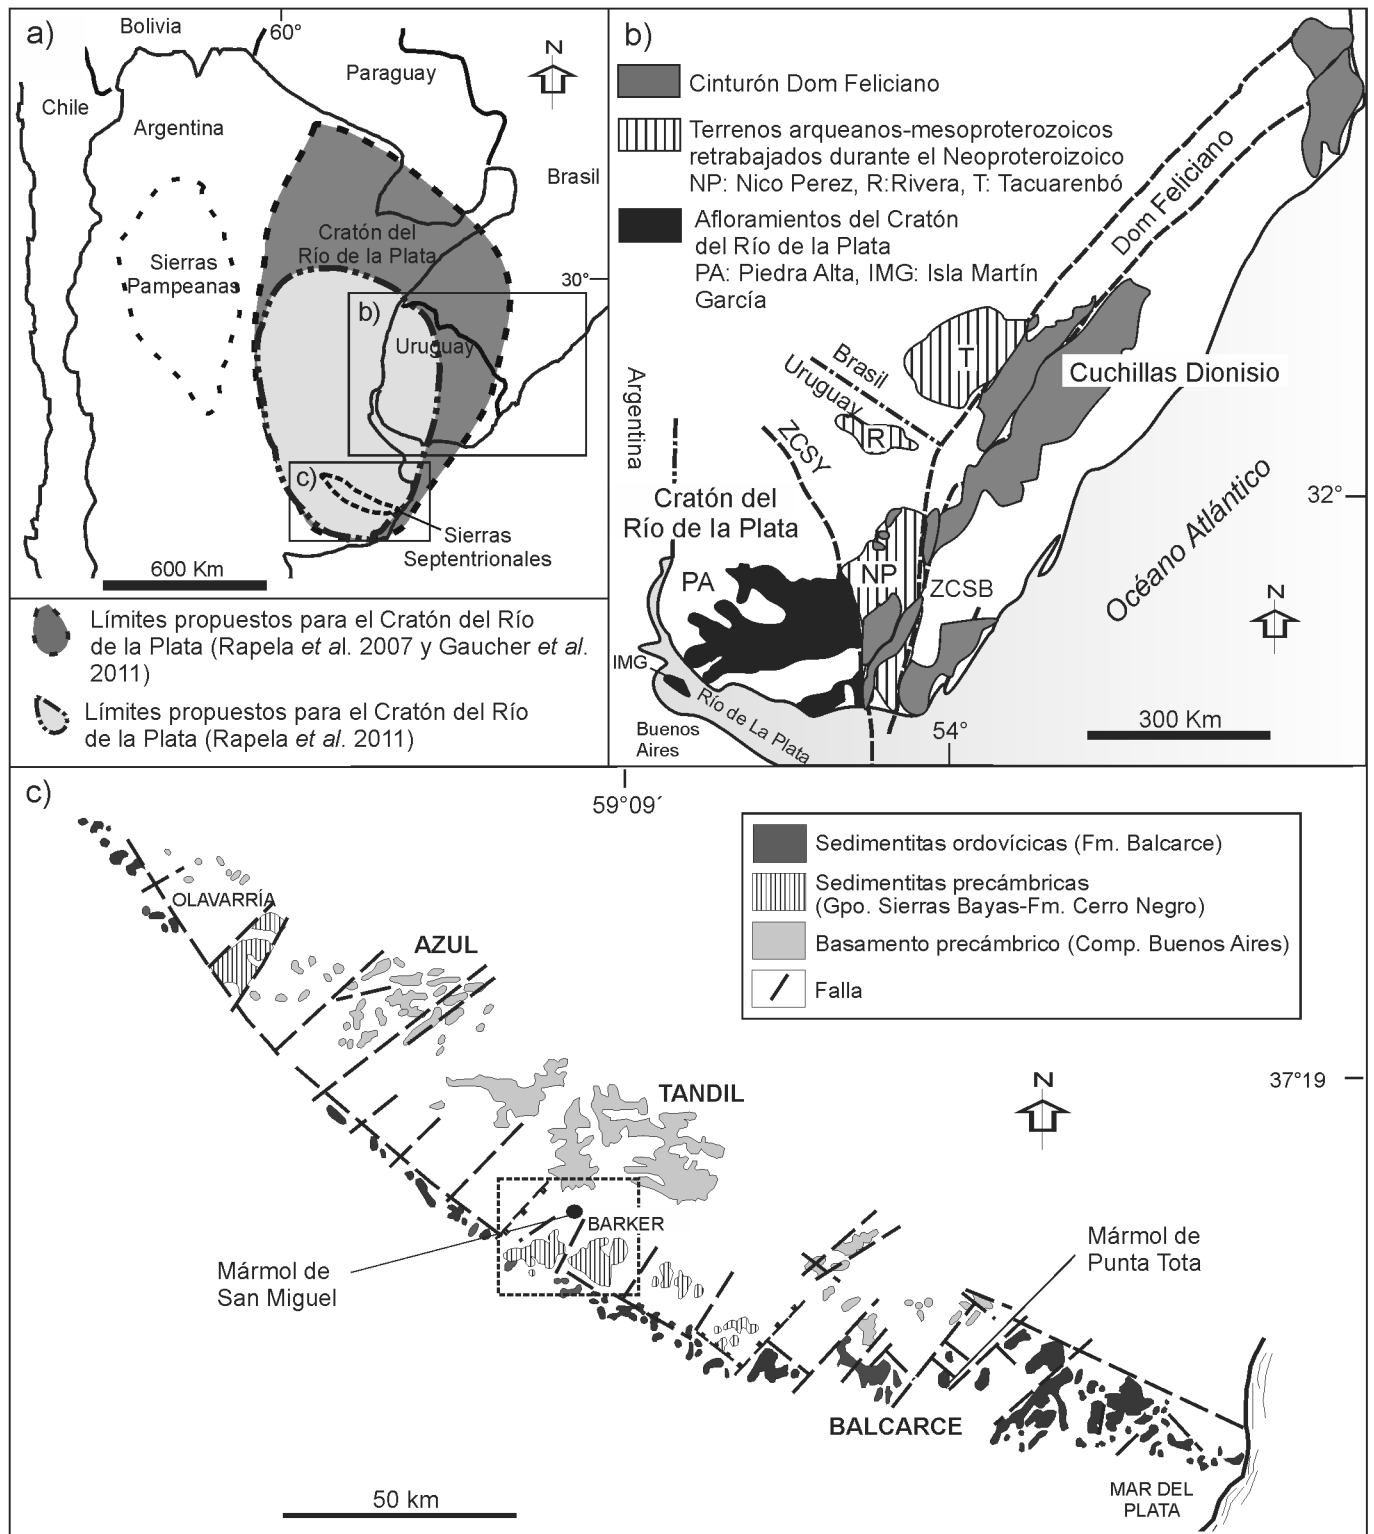 a)
Bolivia
60°
N
Paraguay
Chile
Argentina
Brasil
Cratón del
Río de la Plata
Sierras
Pampeanas
30°
b)
Uruguay
c)
Sierras
Septentrionales
600 Km
Límites propuestos para el Cratón del Río
de la Plata (Rapela et al. 2007 y Gaucher et al.
2011)
Límites propuestos para el Cratón del Río
de la Plata (Rapela et al. 2011)
b)
Cinturón Dom Feliciano
Terrenos arqueanos-mesoproterozoicos
retrabajados durante el Neoproteroizoico
NP: Nico Perez, R:Rivera, T: Tacuarenbó
Afloramientos del Cratón
del Río de la Plata
PA: Piedra Alta, IMG: Isla Martín
García
Dom Feliciano
T
Brasil
Uruguay
R
Cuchillas Dionisio
Argentina
ZCSY
Cratón del
Río de la Plata
32°
Océano Atlántico
PA
NP
ZCSB
N
IMG
Río de La Plata
Buenos
Aires
54°
300 Km
c)
59°09´
Sedimentitas ordovícicas (Fm. Balcarce)
Sedimentitas precámbricas
(Gpo. Sierras Bayas-Fm. Cerro Negro)
Basamento precámbrico (Comp. Buenos Aires)
Falla
OLAVARRÍA
AZUL
TANDIL
N
37°19
BARKER
Mármol de
San Miguel
Mármol de
Punta Tota
BALCARCE
MAR DEL
PLATA
50 km